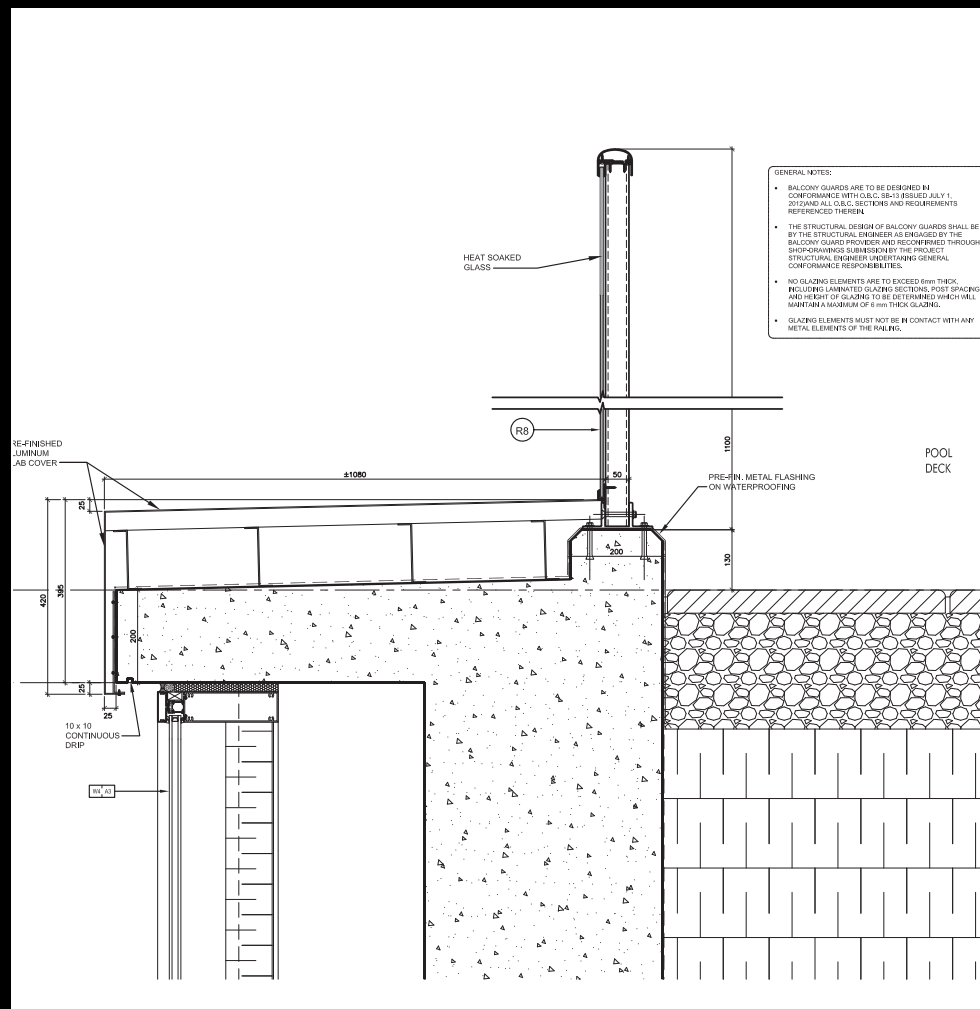 GENERAL NOTES:
• BALCONY GUARDS ARE TO BE DESIGNED IN
CONFORMANCE WITH O.B.C. SB-13 (ISSUED JULY 1,
2012)AND ALL O.B.C. SECTIONS AND REQUIREMENTS
REFERENCED THEREIN.
• THE STRUCTURAL DESIGN OF BALCONY GUARDS SHALL BE
BY THE STRUCTURAL ENGINEER AS ENGAGED BY THE
BALCONY GUARD PROVIDER AND RECONFIRMED THROUGH
SHOP-DRAWINGS SUBMISSION BY THE PROJECT
STRUCTURAL ENGINEER UNDERTAKING GENERAL
CONFORMANCE RESPONSIBILITIES.
• NO GLAZING ELEMENTS ARE TO EXCEED 6mm THICK,
INCLUDING LAMINATED GLAZING SECTIONS, POST SPACING
AND HEIGHT OF GLAZING TO BE DETERMINED WHICH WILL
MAINTAIN A MAXIMUM OF 6 mm THICK GLAZING.
• GLAZING ELEMENTS MUST NOT BE IN CONTACT WITH ANY
METAL ELEMENTS OF THE RAILING.
HEAT SOAKED
GLASS
R8
1100
POOL
DECK
RE-FINISHED
LUMINUM
LAB COVER
±1080
50
PRE-FIN. METAL FLASHING
ON WATERPROOFING
25
200
130
420
395
200
25
25
10 x 10
CONTINUOUS
DRIP
W4 A3